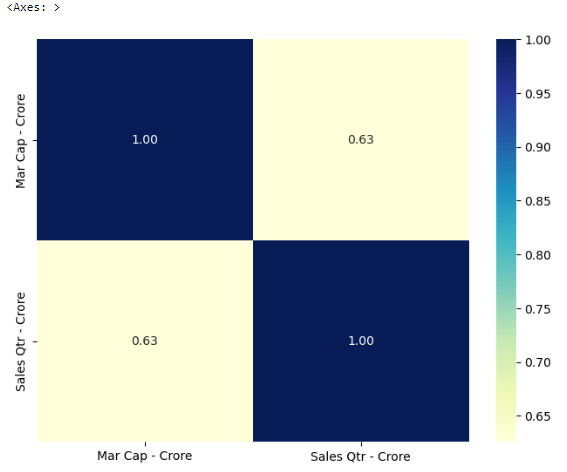 <Axes: >
Mar Cap - Crore
Sales Qtr - Crore
1.00
0.63
0.63
1.00
Mar Cap - Crore
Sales Qtr - Crore
1.00
0.95
0.90
0.85
0.80
0.75
0.70
0.65